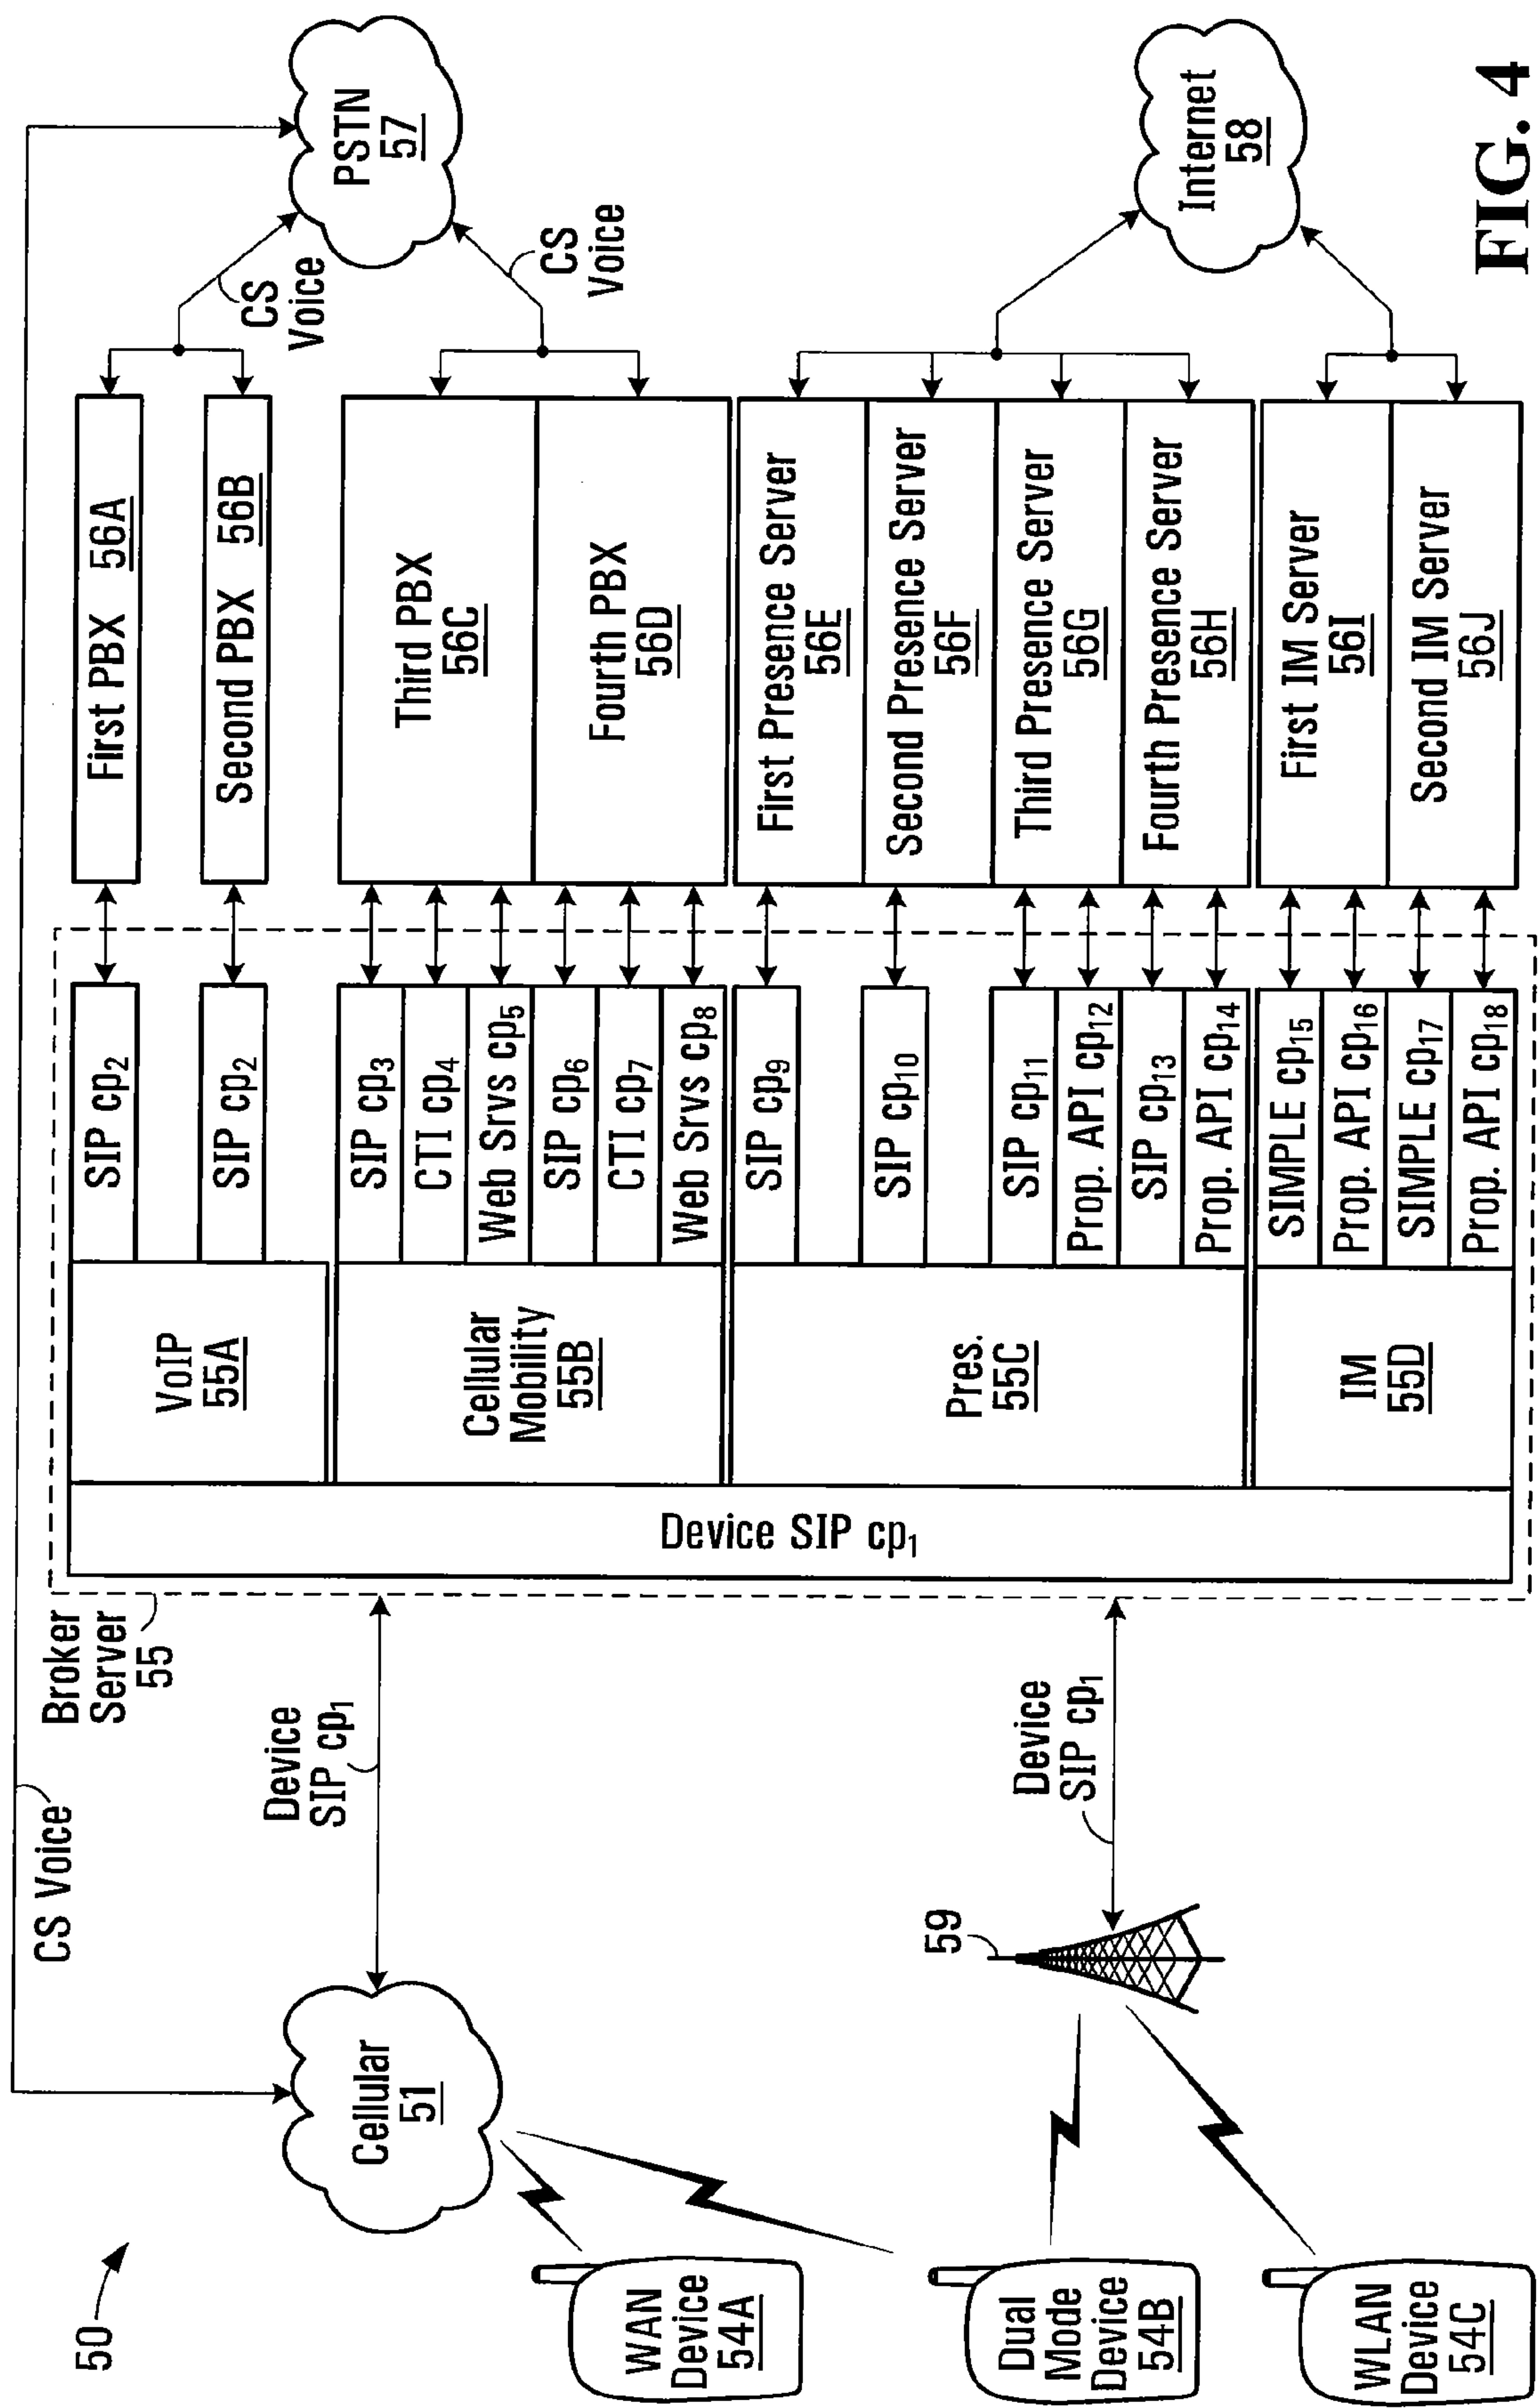 50
CS Voice
Cellular
51
WAN
Device
54A
Dual
Mode
Device
54B
WLAN
Device
54C
59
Device
SIP cp1
Device
SIP cp1
Broker
Server
55
Device SIP cp1
VoIP
55A
Cellular
Mobility
55B
Pres.
55C
IM
55D
SIP cp2
SIP cp2
SIP cp3
CTI cp4
Web Srvs cp5
SIP cp6
CTI cp7
Web Srvs cp8
SIP cp9
SIP cp10
SIP cp11
Prop. API cp12
SIP cp13
Prop. API cp14
SIMPLE cp15
Prop. API cp16
SIMPLE cp17
Prop. API cp18
First PBX 56A
Second PBX 56B
Third PBX
56C
Fourth PBX
56D
First Presence Server
56E
Second Presence Server
56F
Third Presence Server
56G
Fourth Presence Server
56H
First IM Server
56I
Second IM Server
56J
CS
Voice
CS
Voice
PSTN
57
Internet
58
FIG. 4